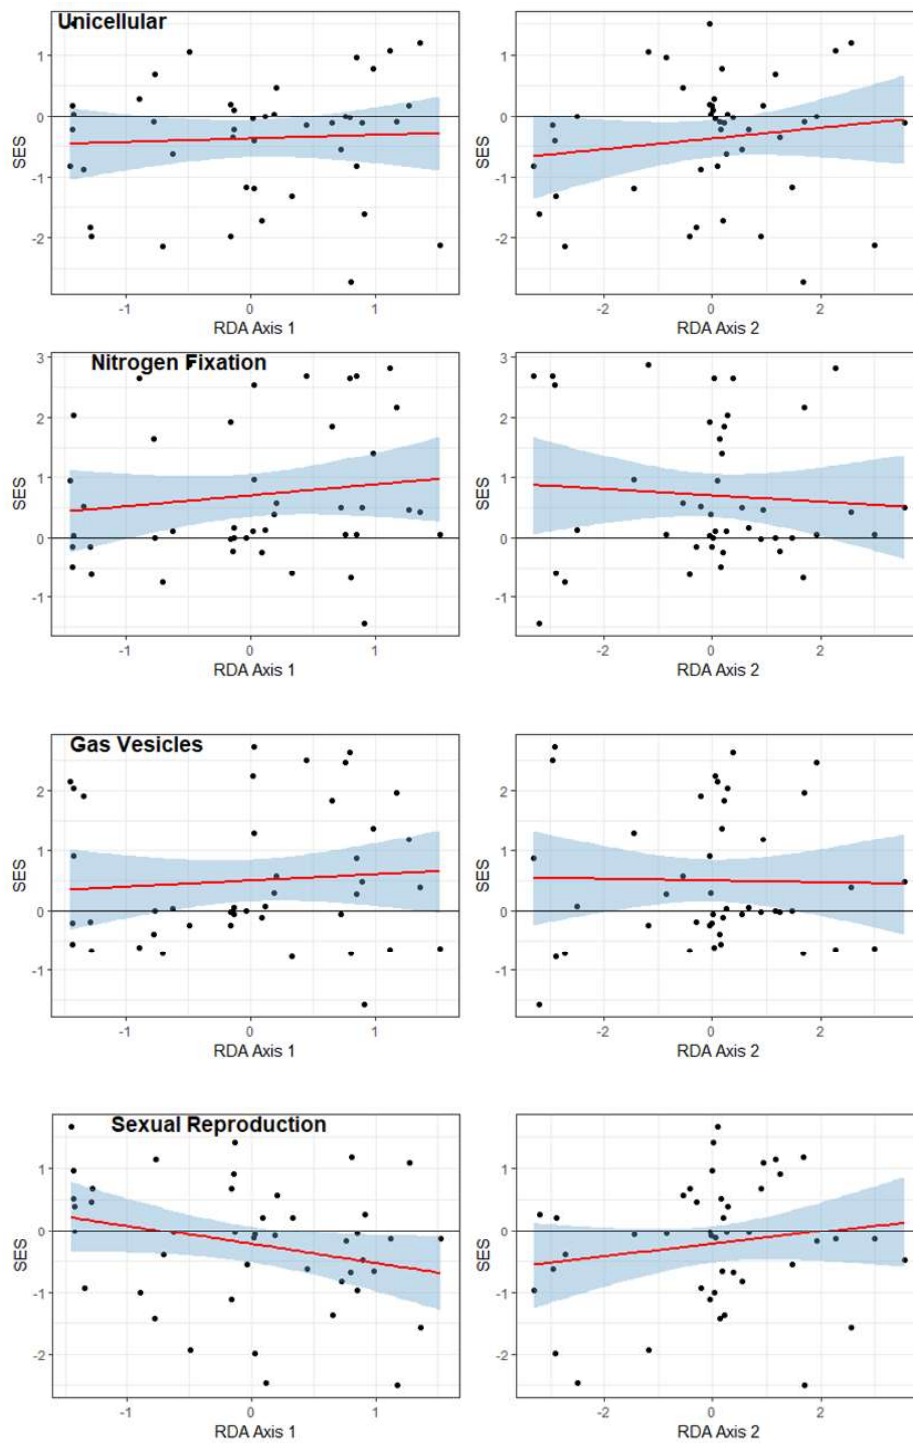 Unicellular
1
0
-1
-2
SES
-1
0
1
RDA Axis 1
1
0
-1
-2
SES
-2
0
2
RDA Axis 2
Nitrogen Fixation
3
2
1
0
-1
SES
-1
0
1
RDA Axis 1
3
2
1
0
-1
SES
-2
0
2
RDA Axis 2
Gas Vesicles
2
1
0
-1
SES
-1
0
1
RDA Axis 1
2
1
0
-1
SES
-2
0
2
RDA Axis 2
Sexual Reproduction
1
0
-1
-2
SES
-1
0
1
RDA Axis 1
1
0
-1
-2
SES
-2
0
2
RDA Axis 2